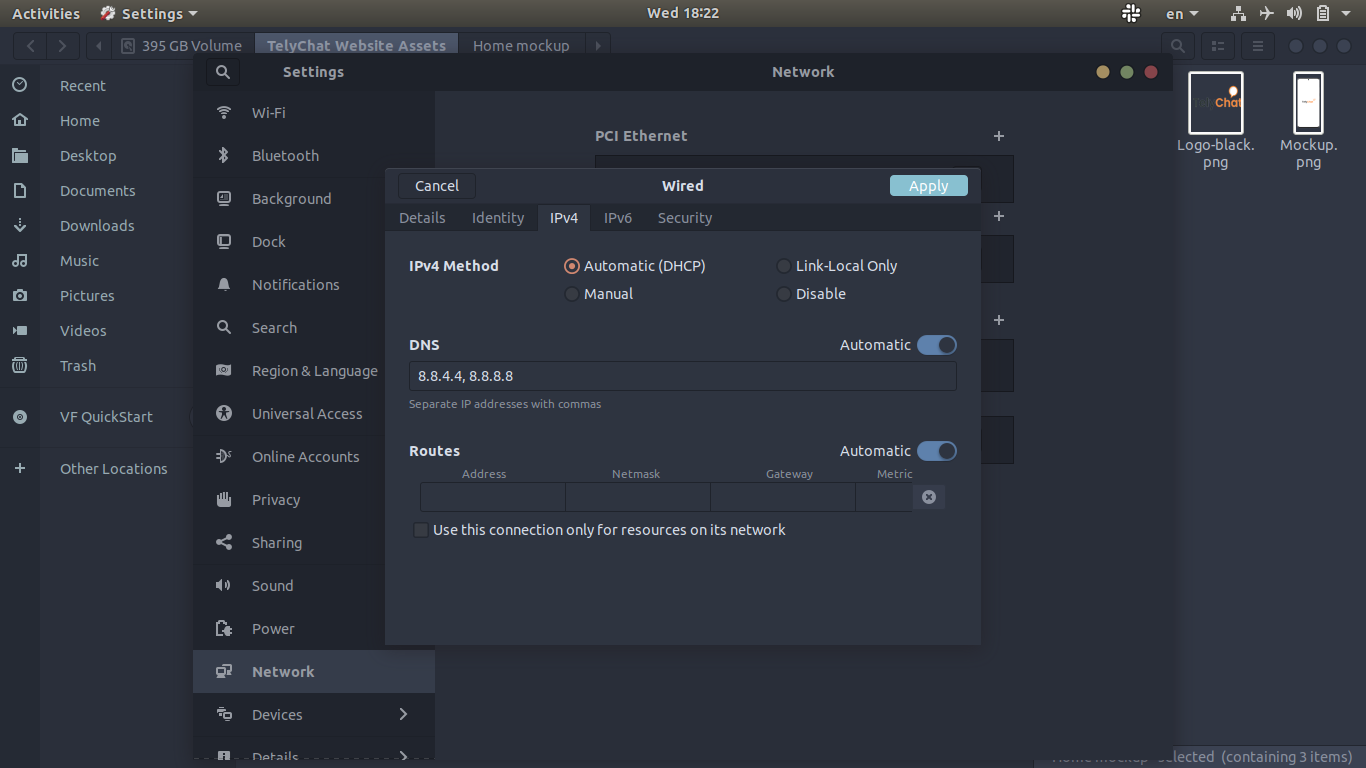 Activities Settings Wed 18:22 en
395 GB Volume TelyChat Website Assets Home mockup
Settings Network
Recent
Home
Desktop
Documents
Downloads
Music
Pictures
Videos
Trash
VF QuickStart
Other Locations
Wi-Fi
Bluetooth
Background
Dock
Notifications
Search
Region & Language
Universal Access
Online Accounts
Privacy
Sharing
Sound
Power
Network
Devices
Details
PCI Ethernet
Cancel Wired Apply
Details Identity IPv4 IPv6 Security
IPv4 Method Automatic (DHCP) Link-Local Only
Manual Disable
DNS Automatic
8.8.4.4, 8.8.8.8
Separate IP addresses with commas
Routes Automatic
Address Netmask Gateway Metric
Use this connection only for resources on its network
Chat
Logo-black.
png
Mockup.
png
"Home mockup" selected (containing 3 items)